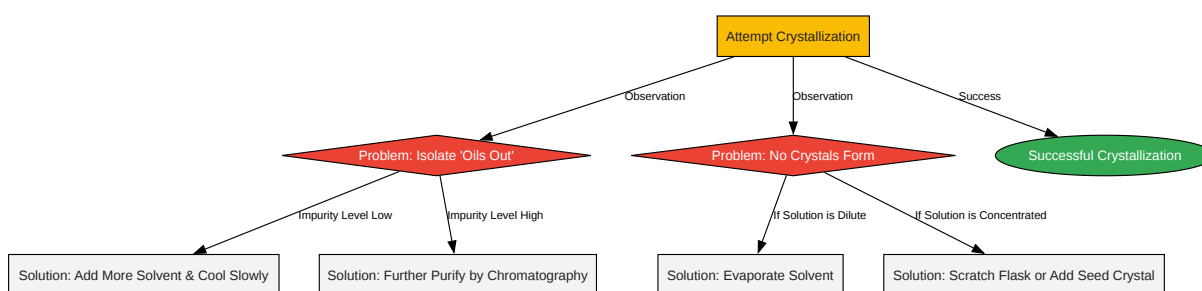 Attempt Crystallization
Observation
Observation
Success
Problem: Isolate 'Oils Out'
Problem: No Crystals Form
Successful Crystallization
Impurity Level Low
Impurity Level High
If Solution is Dilute
If Solution is Concentrated
Solution: Add More Solvent & Cool Slowly
Solution: Further Purify by Chromatography
Solution: Evaporate Solvent
Solution: Scratch Flask or Add Seed Crystal